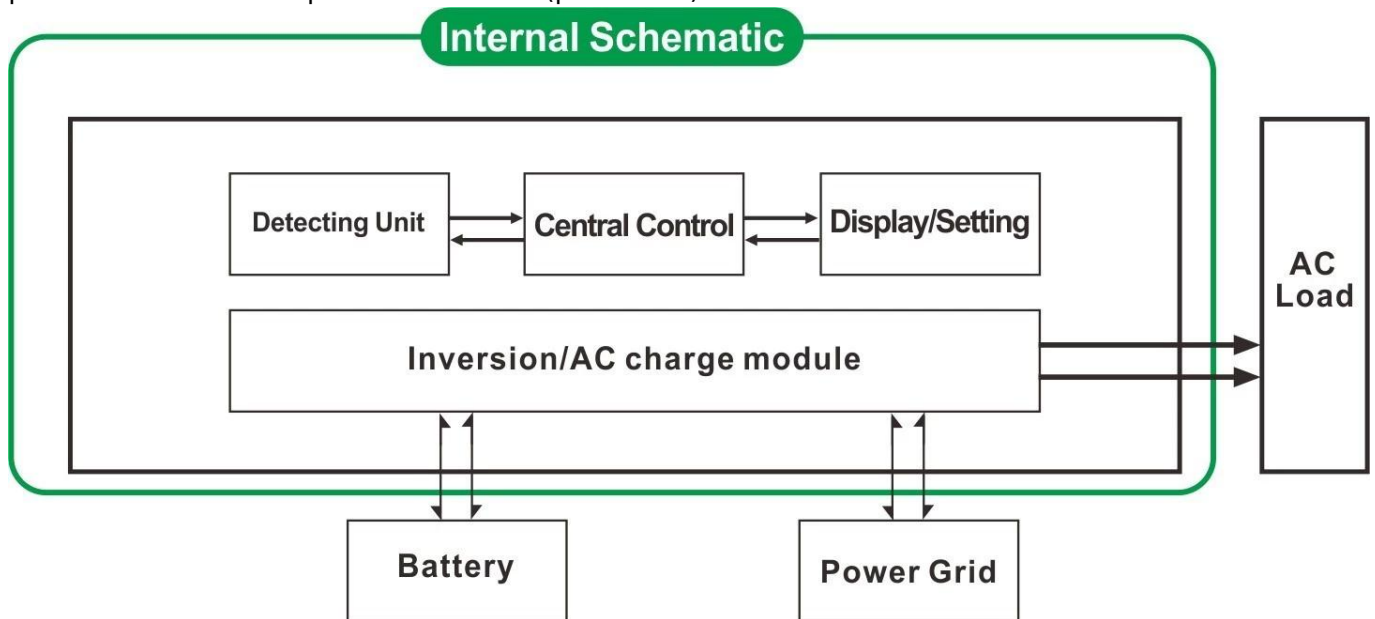 Internal Schematic
Detecting Unit
Central Control
Display/Setting
AC
Load
Inversion/AC charge module
Battery
Power Grid